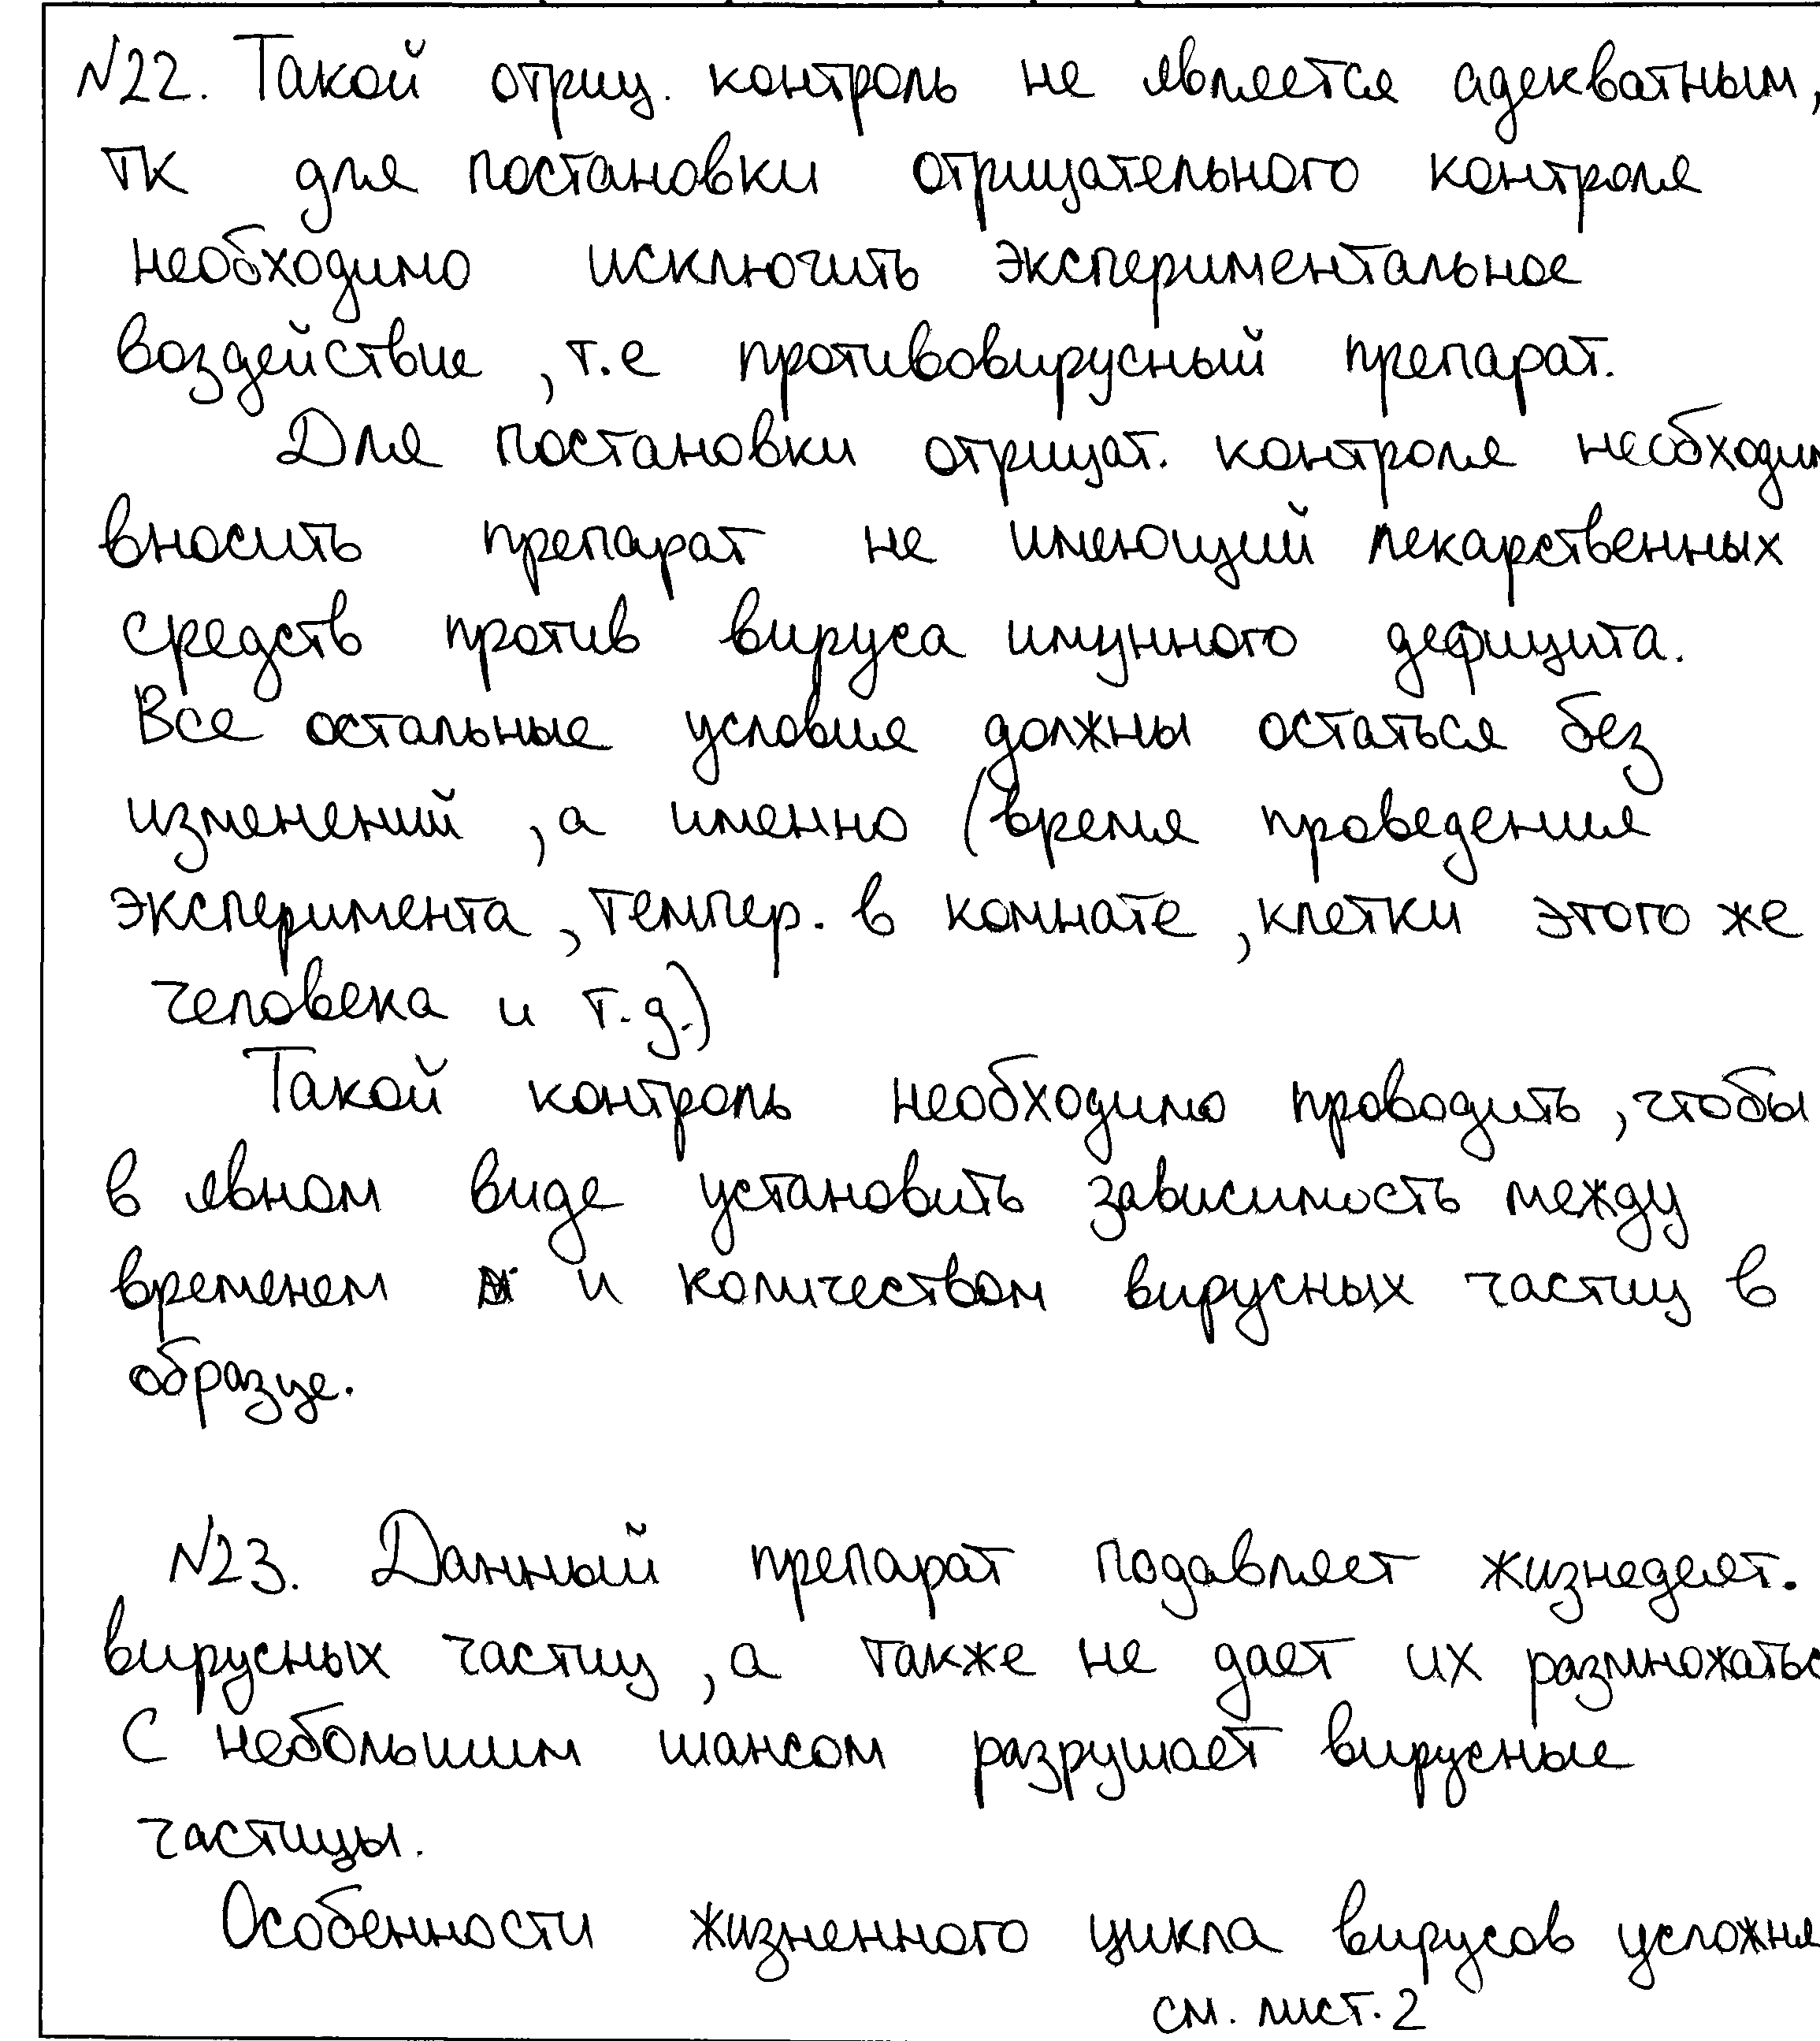 №22. Такой отриц. контроль не является адекватным,
тк для постановки отрицательного контроля
необходимо исключить экспериментальное
воздействие, т.е противовирусный препарат.
Для постановки отрицат. контроля необходим
вносить препарат не имеющий лекарственных
средств против вируса имунного дефицита.
Все остальные условия должны остаться без
изменений, а именно (время проведения
эксперимента, темпер. в комнате, клетки этого же
человека и т.д.)
Такой контроль необходимо проводить, чтобы
в явном виде установить зависимость между
временем и количеством вирусных частиц в
образце.
№23. Данный препарат подавляет жизнедеят.
вирусных частиц, а также не дает их размножатьс
С небольшим шансом разрушает вирусные
частицы.
Особенности жизненного цикла вирусов усложня
см. лист. 2